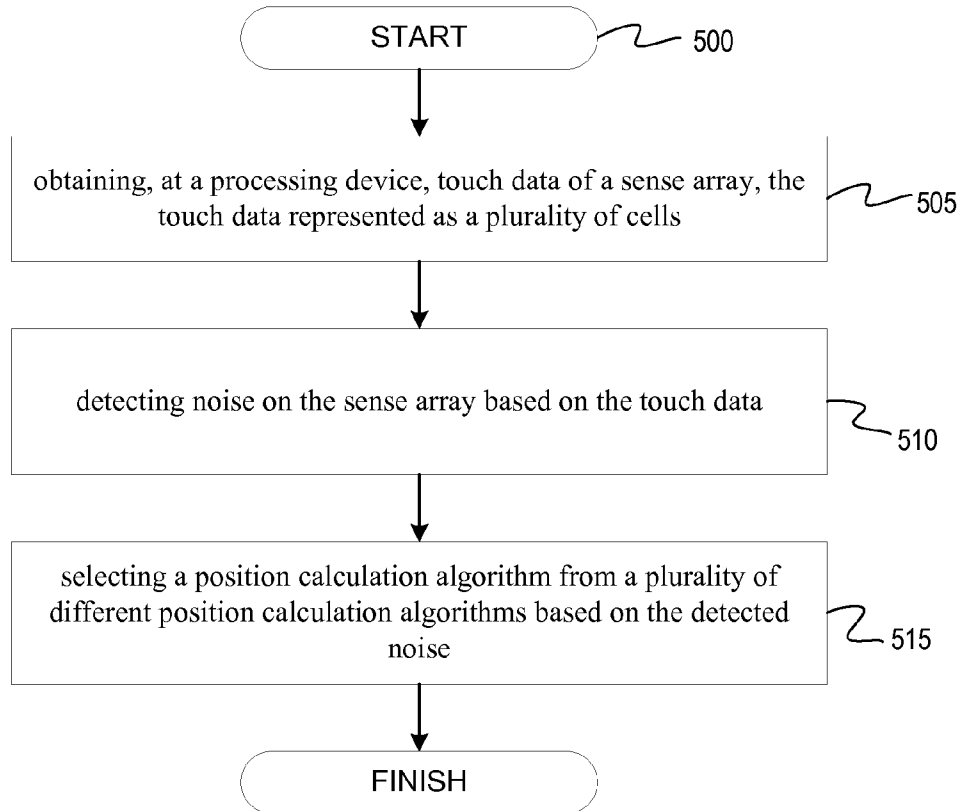 START
500
obtaining, at a processing device, touch data of a sense array, the
touch data represented as a plurality of cells
505
detecting noise on the sense array based on the touch data
510
selecting a position calculation algorithm from a plurality of
different position calculation algorithms based on the detected
noise
515
FINISH